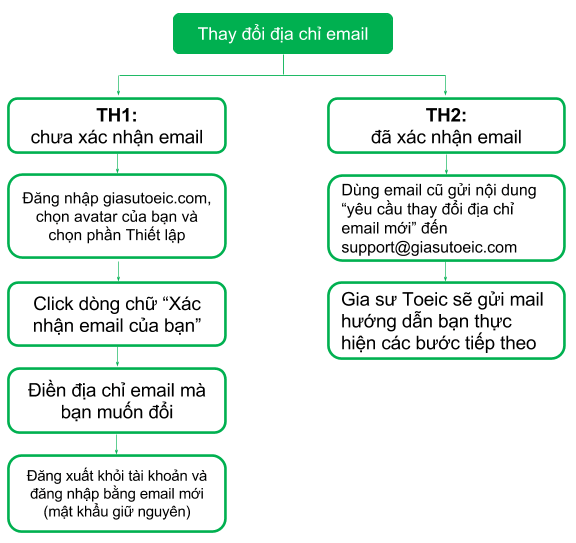 Thay đổi địa chỉ email
TH1:
chưa xác nhận email
Đăng nhập giasutoeic.com,
chọn avatar của bạn và
chọn phần Thiết lập
Click dòng chữ “Xác
nhận email của bạn”
Điền địa chỉ email mà
bạn muốn đổi
Đăng xuất khỏi tài khoản và
đăng nhập bằng email mới
(mật khẩu giữ nguyên)
TH2:
đã xác nhận email
Dùng email cũ gửi nội dung
“yêu cầu thay đổi địa chỉ
email mới” đến
support@giasutoeic.com
Gia sư Toeic sẽ gửi mail
hướng dẫn bạn thực
hiện các bước tiếp theo